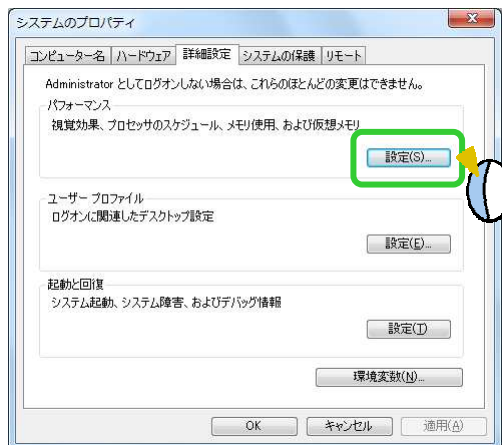 システムのプロパティ
コンピューター名 ハードウェア 詳細設定 システムの保護 リモート
Administrator としてログオンしない場合は、これらのほとんどの変更はできません。
パフォーマンス
視覚効果、プロセッサのスケジュール、メモリ使用、および仮想メモリ
設定(S)...
ユーザー プロファイル
ログオンに関連したデスクトップ設定
設定(E)...
起動と回復
システム起動、システム障害、およびデバッグ情報
設定(T)
環境変数(N)...
OK キャンセル 適用(A)